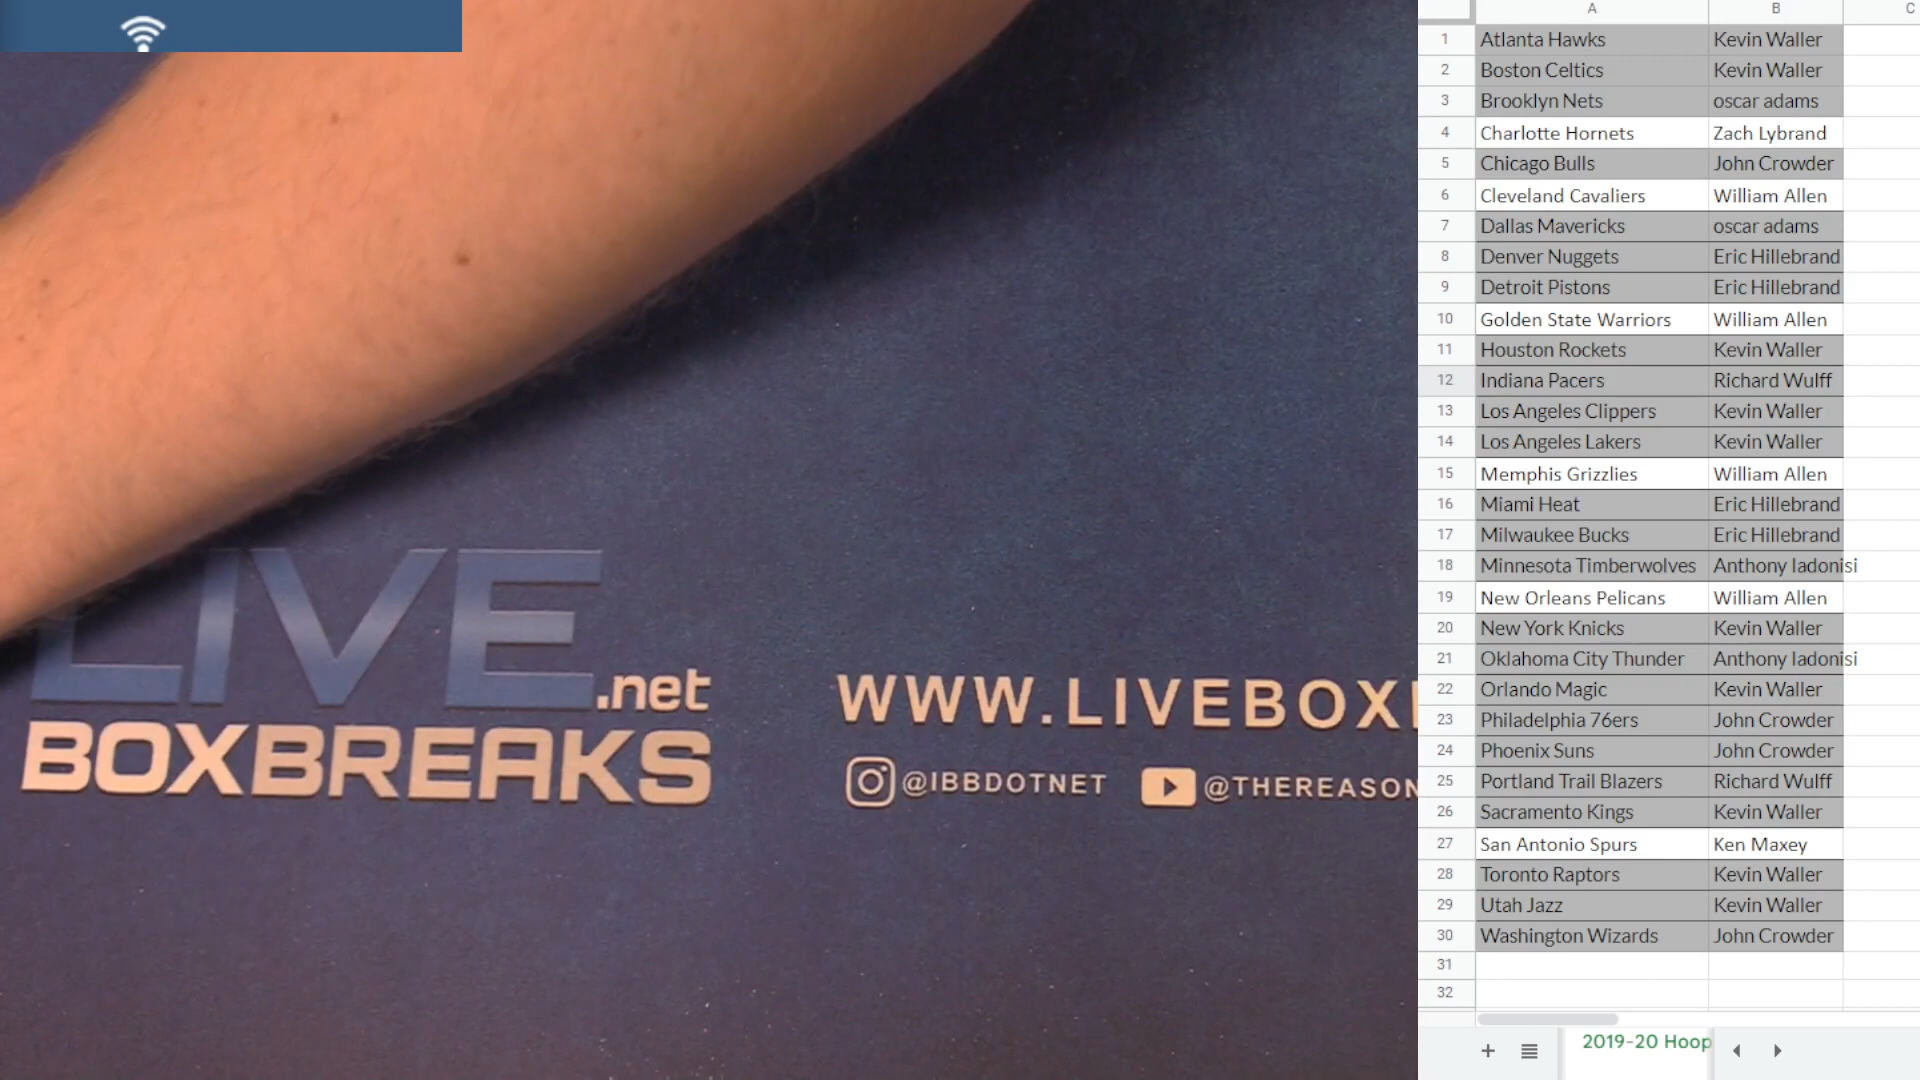 LIVE
.net
BOXBREAKS
WWW.LIVEBOX
@IBBDOTNET @THEREASON
A B C
1 Atlanta Hawks Kevin Waller
2 Boston Celtics Kevin Waller
3 Brooklyn Nets oscar adams
4 Charlotte Hornets Zach Lybrand
5 Chicago Bulls John Crowder
6 Cleveland Cavaliers William Allen
7 Dallas Mavericks oscar adams
8 Denver Nuggets Eric Hillebrand
9 Detroit Pistons Eric Hillebrand
10 Golden State Warriors William Allen
11 Houston Rockets Kevin Waller
12 Indiana Pacers Richard Wulff
13 Los Angeles Clippers Kevin Waller
14 Los Angeles Lakers Kevin Waller
15 Memphis Grizzlies William Allen
16 Miami Heat Eric Hillebrand
17 Milwaukee Bucks Eric Hillebrand
18 Minnesota Timberwolves Anthony Iadonisi
19 New Orleans Pelicans William Allen
20 New York Knicks Kevin Waller
21 Oklahoma City Thunder Anthony Iadonisi
22 Orlando Magic Kevin Waller
23 Philadelphia 76ers John Crowder
24 Phoenix Suns John Crowder
25 Portland Trail Blazers Richard Wulff
26 Sacramento Kings Kevin Waller
27 San Antonio Spurs Ken Maxey
28 Toronto Raptors Kevin Waller
29 Utah Jazz Kevin Waller
30 Washington Wizards John Crowder
31
32
2019-20 Hoop